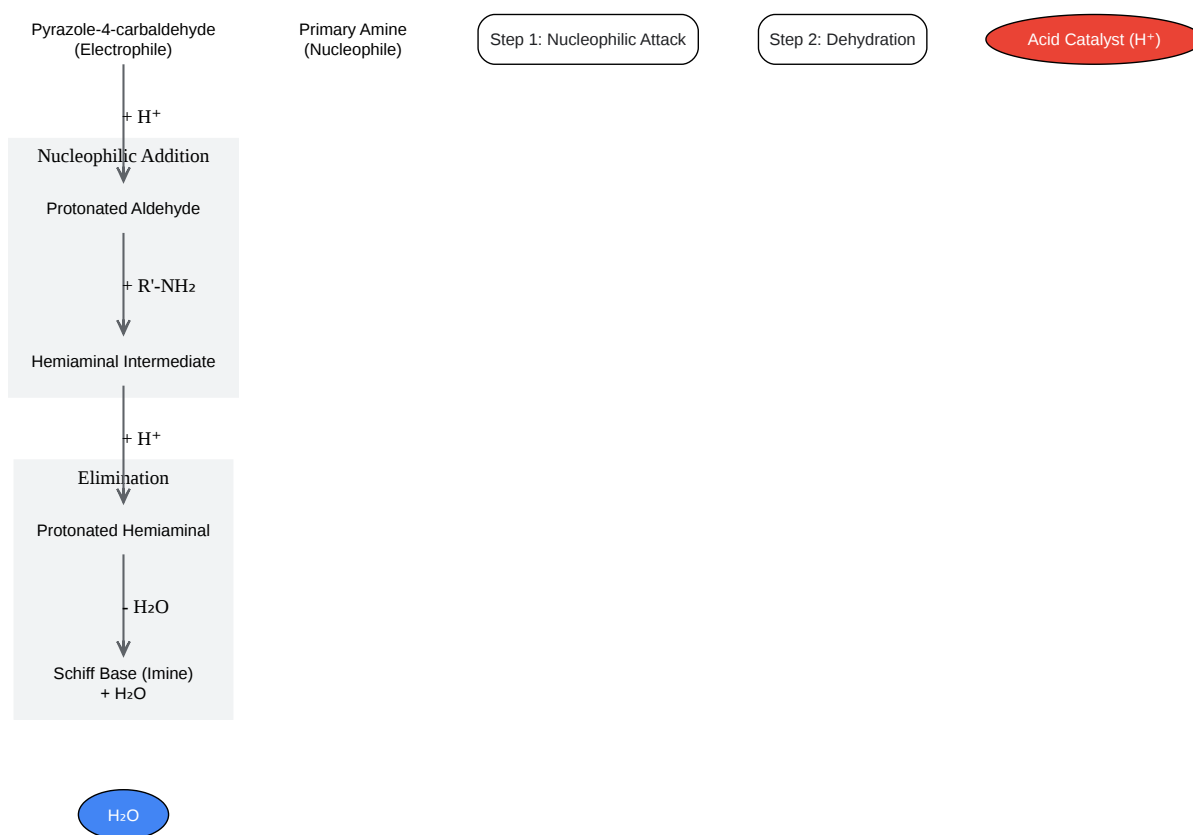 Pyrazole-4-carbaldehyde
(Electrophile)
Primary Amine
(Nucleophile)
Step 1: Nucleophilic Attack
Step 2: Dehydration
Acid Catalyst (H⁺)
+ H⁺
Nucleophilic Addition
Protonated Aldehyde
+ R'-NH₂
Hemiaminal Intermediate
+ H⁺
Elimination
Protonated Hemiaminal
- H₂O
Schiff Base (Imine)
+ H₂O
H₂O